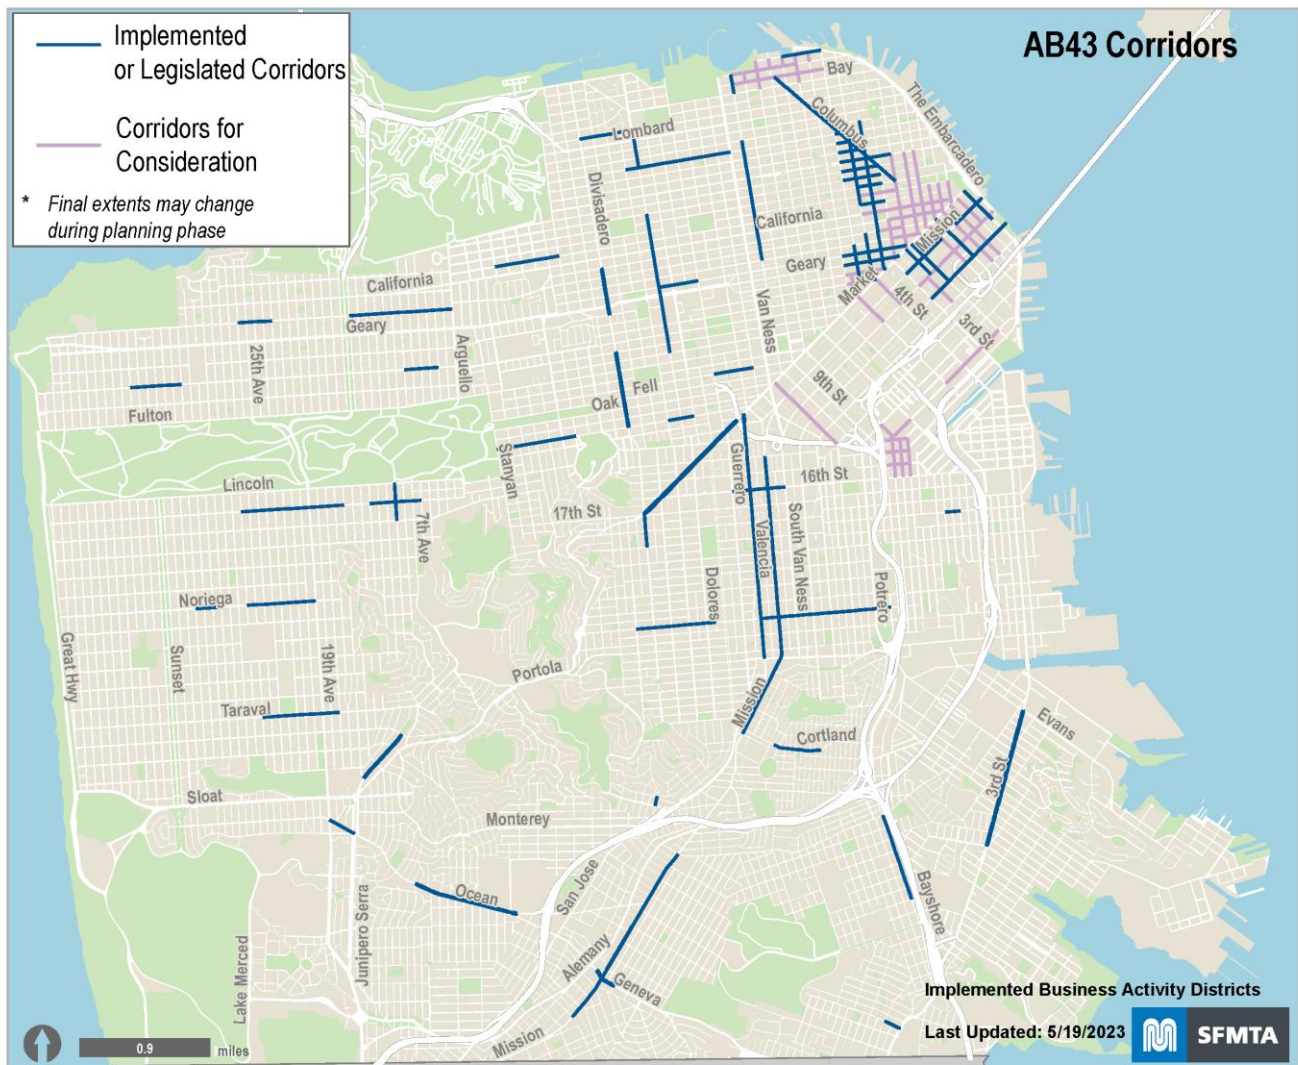 Implemented
or Legislated Corridors
Corridors for
Consideration
* Final extents may change
during planning phase
AB43 Corridors
Bay
The Embarcadero
Columbus
Lombard
Divisadero
California
Mission
Geary
Market
4th St
Van Ness
3rd St
California
Geary
Arguello
25th Ave
Fell
Oak
9th St
Fulton
Stanyan
Guerrero
16th St
Lincoln
17th St
7th Ave
Valencia
South Van Ness
Dolores
Potrero
Noriega
Great Hwy
Sunset
19th Ave
Portola
Taraval
Mission
Cortland
Evans
3rd St
Sloat
Monterey
San Jose
Ocean
Junipero Serra
Bayshore
Alemany
Geneva
Lake Merced
Mission
Implemented Business Activity Districts
Last Updated: 5/19/2023
SFMTA
0.9 miles